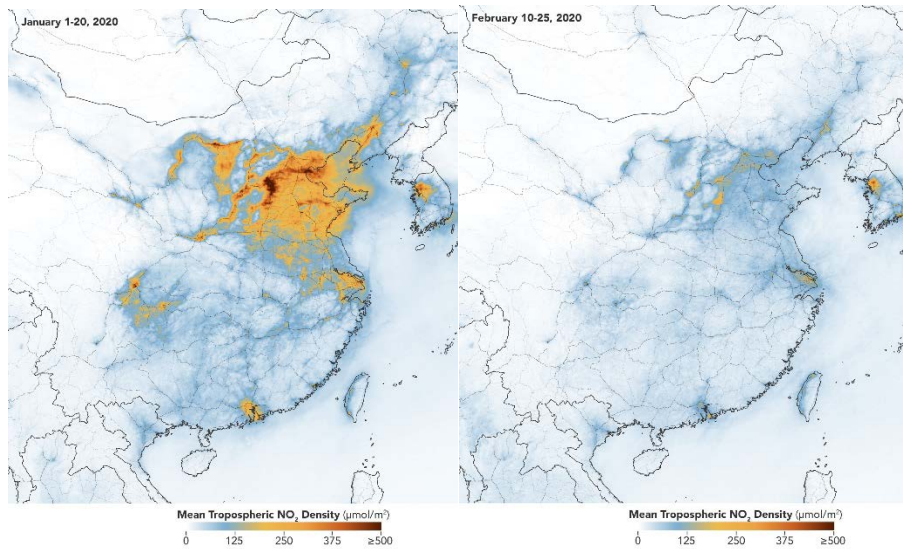 January 1-20, 2020
February 10-25, 2020
Mean Tropospheric NO₂ Density (µmol/m²)
0 125 250 375 ≥500
Mean Tropospheric NO₂ Density (µmol/m²)
0 125 250 375 ≥500